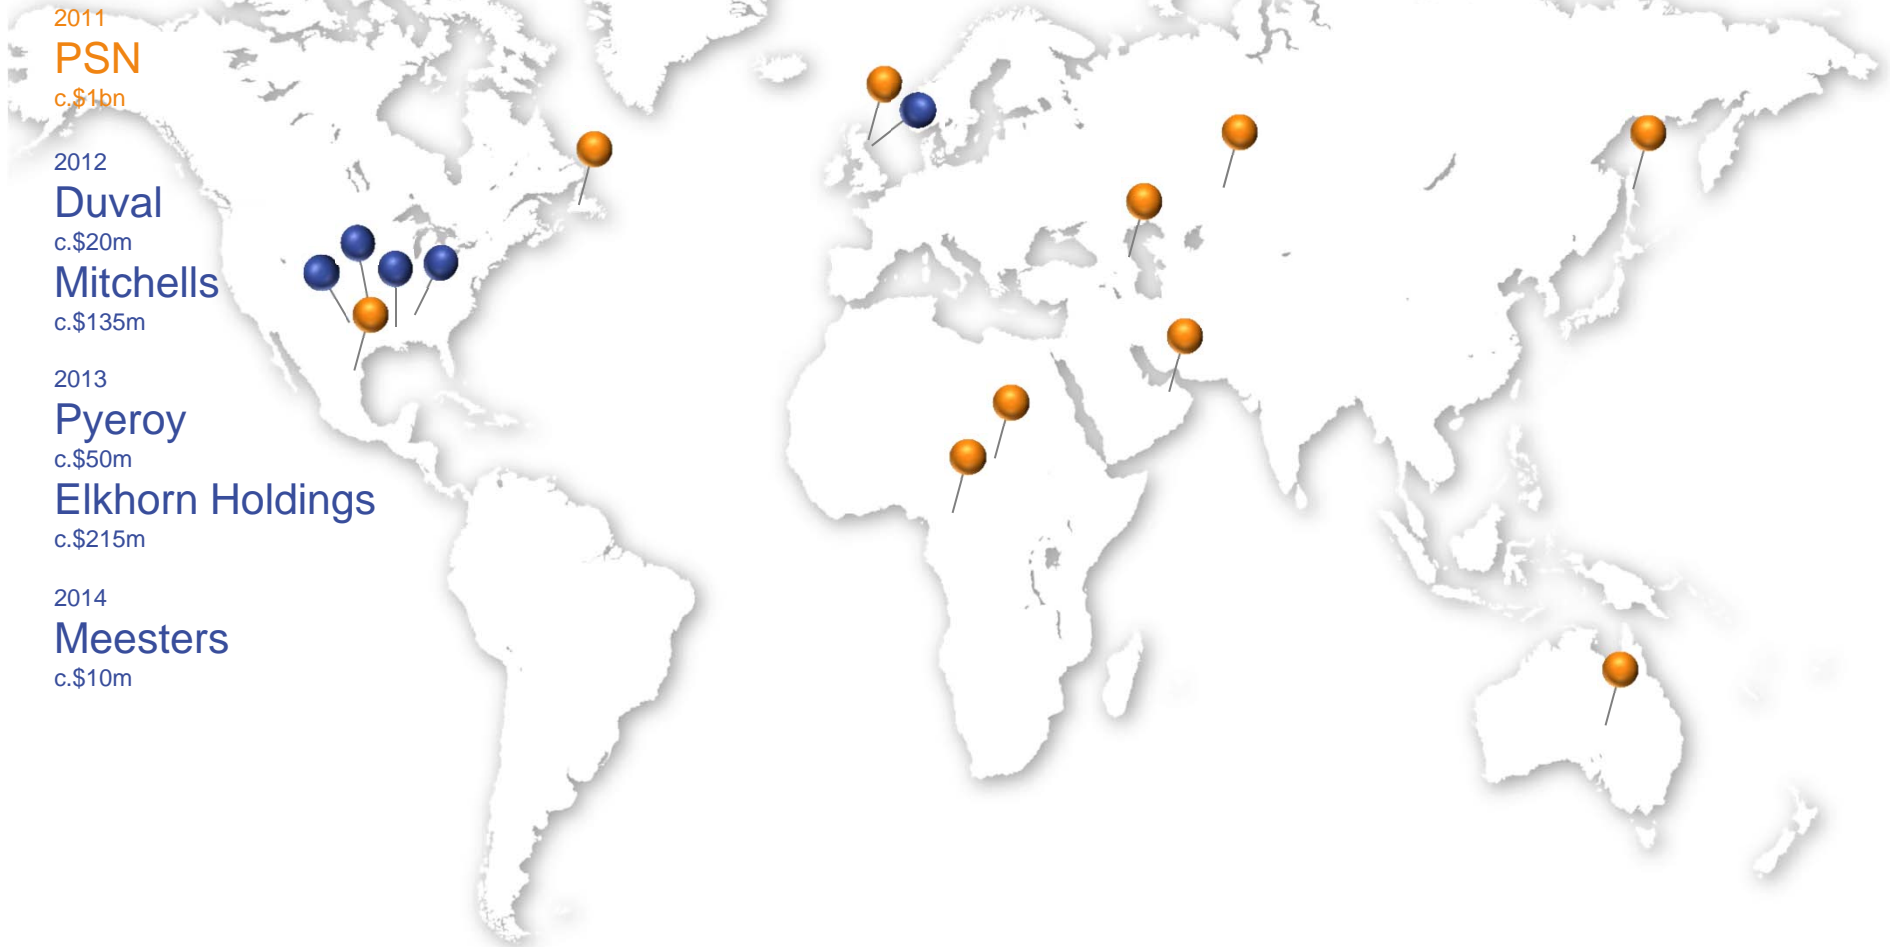 2011
PSN
c.$1bn
2012
Duval
c.$20m
Mitchells
c.$135m
2013
Pyeroy
c.$50m
Elkhorn Holdings
c.$215m
2014
Meesters
c.$10m